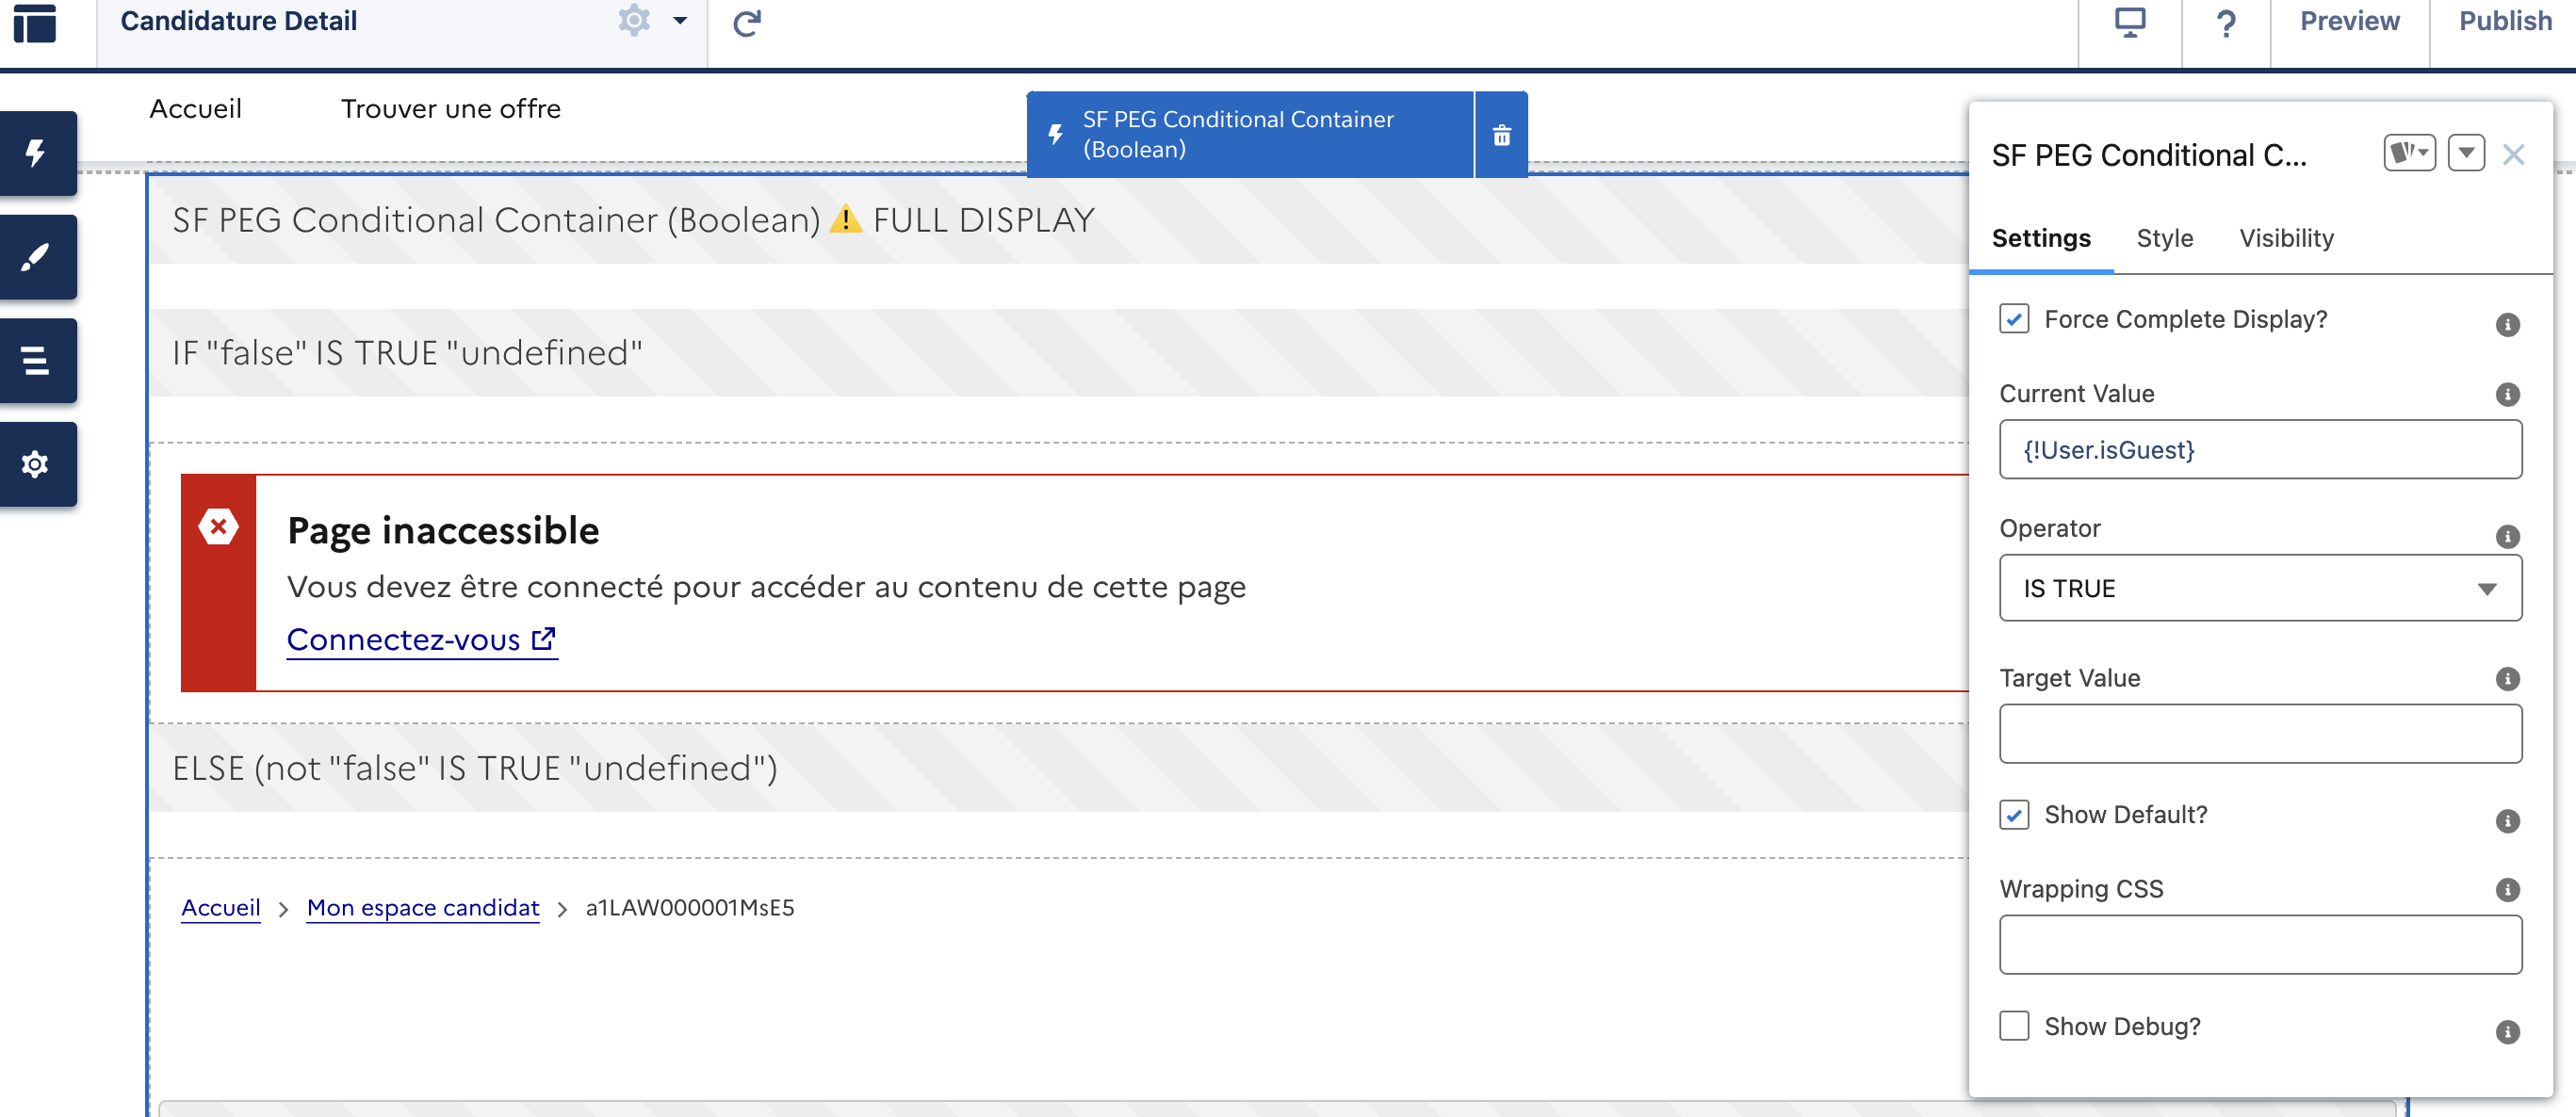 Candidature Detail
?
Preview
Publish
Accueil
Trouver une offre
SF PEG Conditional Container
(Boolean)
SF PEG Conditional Container (Boolean) ⚠️ FULL DISPLAY
IF "false" IS TRUE "undefined"
Page inaccessible
Vous devez être connecté pour accéder au contenu de cette page
Connectez-vous
ELSE (not "false" IS TRUE "undefined")
Accueil > Mon espace candidat > a1LAW000001MsE5
SF PEG Conditional C...
Settings
Style
Visibility
Force Complete Display?
Current Value
{!User.isGuest}
Operator
IS TRUE
Target Value
Show Default?
Wrapping CSS
Show Debug?